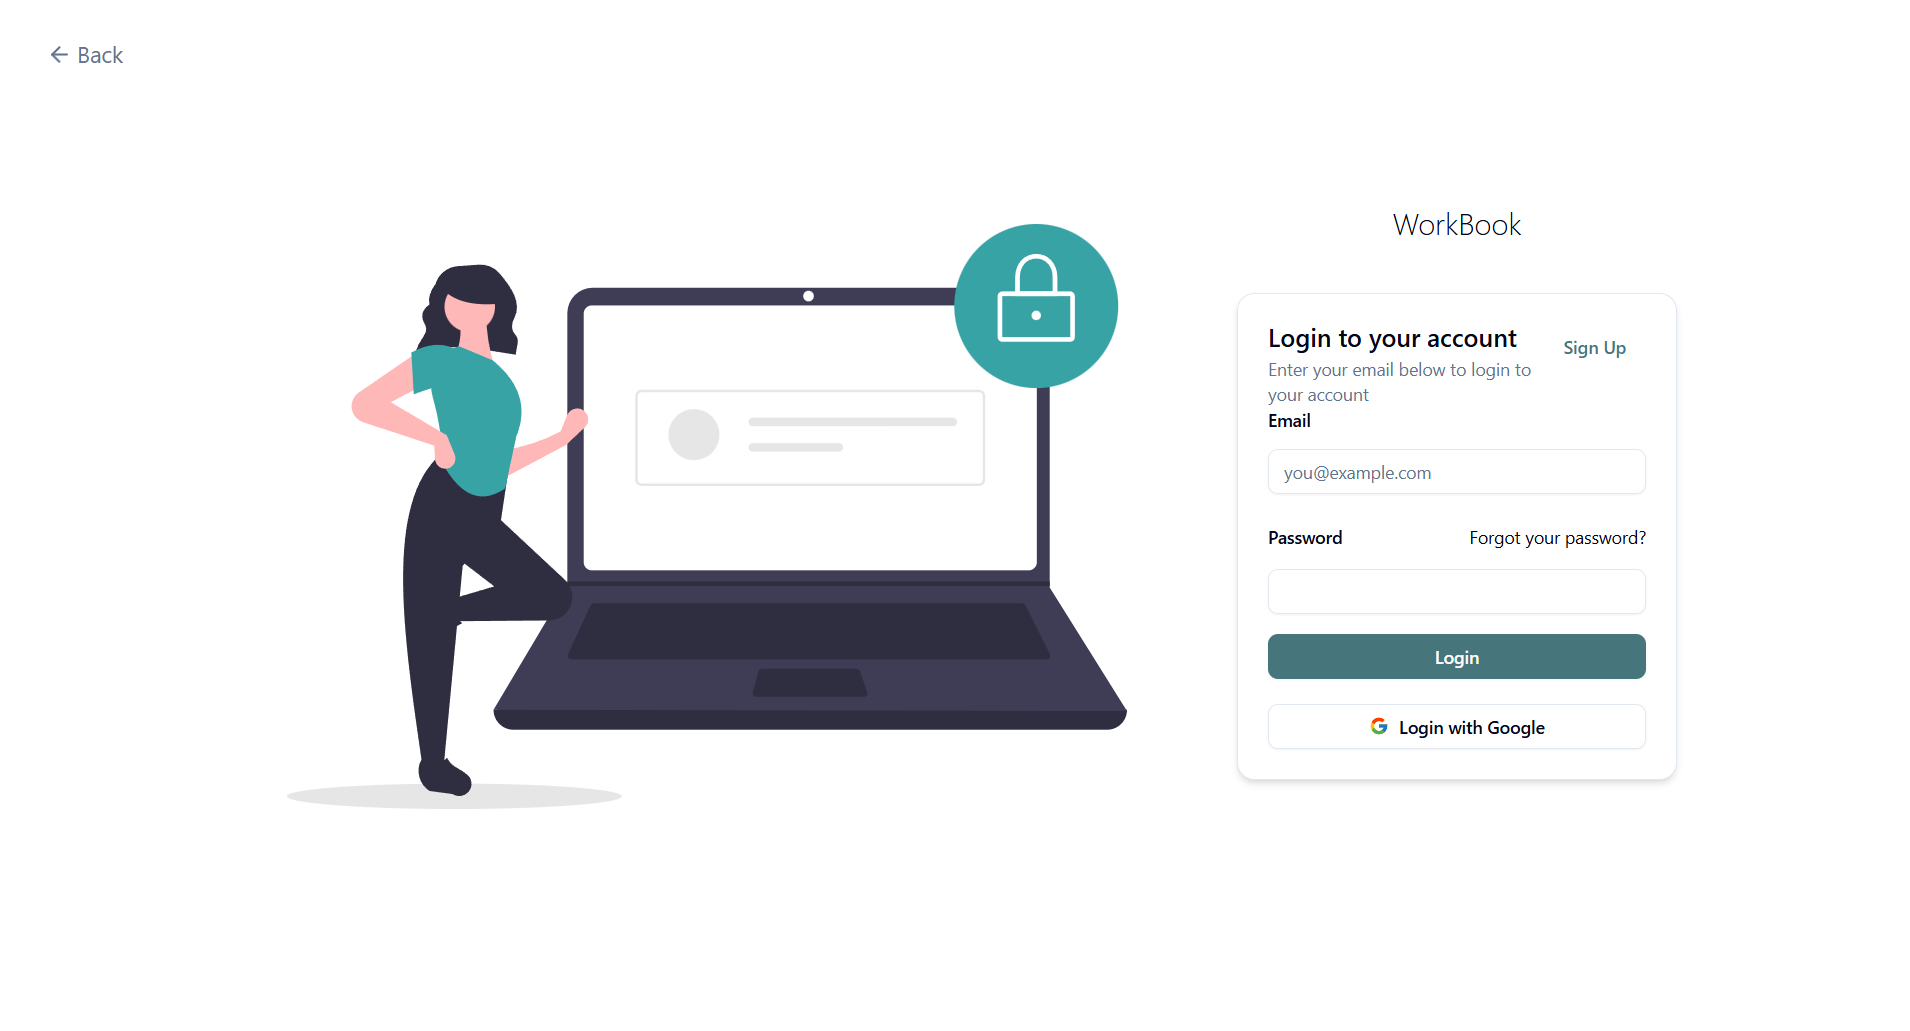 Back
WorkBook
Login to your account
Sign Up
Enter your email below to login to
your account
Email
you@example.com
Password
Forgot your password?
Login
Login with Google